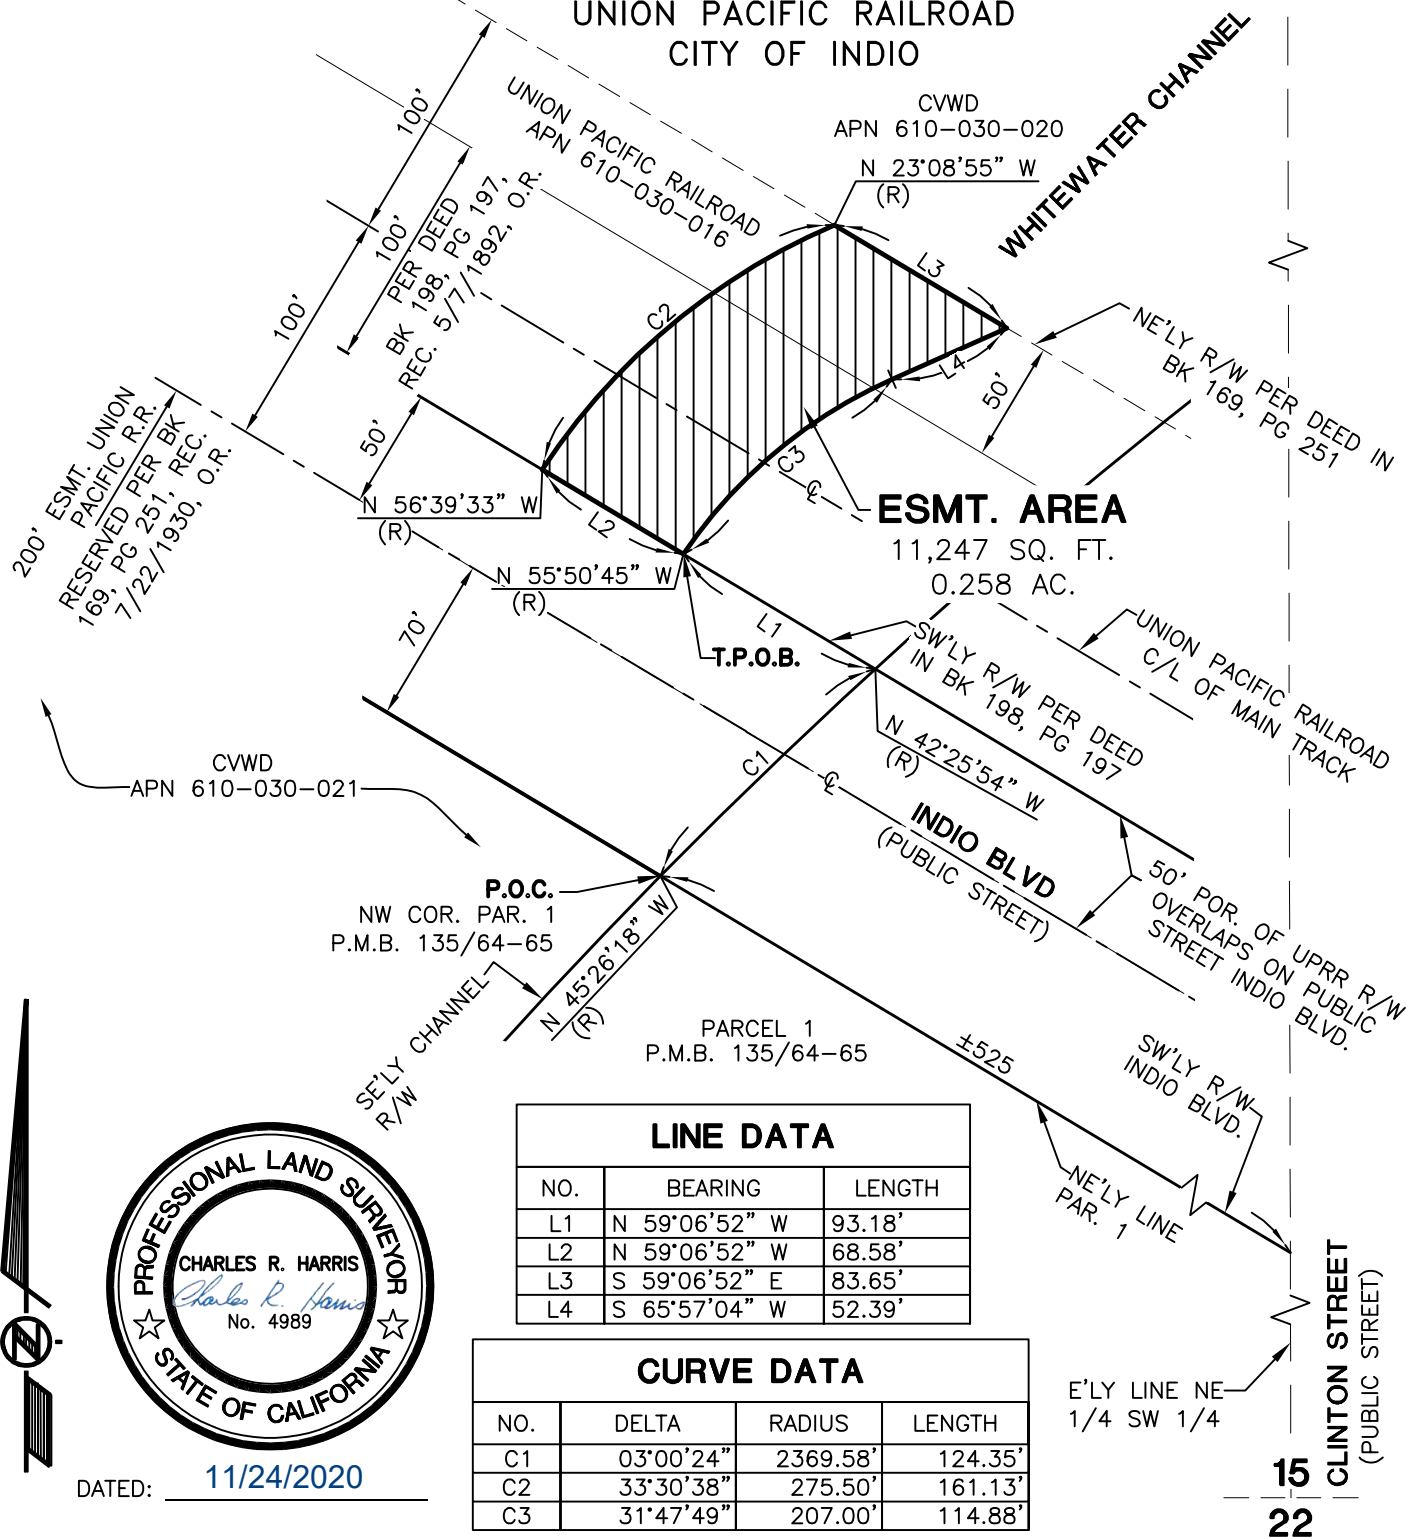 UNION PACIFIC RAILROAD
CITY OF INDIO
WHITEWATER CHANNEL
CVWD
APN 610-030-020
N 23°08'55" W
(R)
UNION PACIFIC RAILROAD
APN 610-030-016
100'
100'
PER DEED
BK 198, PG 197,
REC. 5/7/1892, O.R.
100'
50'
200' ESMT. UNION
PACIFIC R.R.
RESERVED PER BK
169, PG 251, REC.
7/22/1930, O.R.
C2
L3
L4
50'
NE'LY R/W PER DEED IN
BK 169, PG 251
C3
℄
N 56°39'33" W
(R)
L2
ESMT. AREA
11,247 SQ. FT.
0.258 AC.
N 55°50'45" W
(R)
70'
T.P.O.B.
L1
SW'LY R/W PER DEED
IN BK 198, PG 197
UNION PACIFIC RAILROAD
C/L OF MAIN TRACK
N 42°25'54" W
(R)
C1
℄
CVWD
APN 610-030-021
INDIO BLVD
(PUBLIC STREET)
50' POR. OF UPRR R/W
OVERLAPS ON PUBLIC
STREET INDIO BLVD.
P.O.C.
NW COR. PAR. 1
P.M.B. 135/64-65
N 45°26'18" W
(R)
SE'LY CHANNEL
R/W
PARCEL 1
P.M.B. 135/64-65
±525
SW'LY R/W
INDIO BLVD.
NE'LY LINE
PAR. 1
LINE DATA
NO. BEARING LENGTH
L1 N 59°06'52" W 93.18'
L2 N 59°06'52" W 68.58'
L3 S 59°06'52" E 83.65'
L4 S 65°57'04" W 52.39'
CURVE DATA
NO. DELTA RADIUS LENGTH
C1 03°00'24" 2369.58' 124.35'
C2 33°30'38" 275.50' 161.13'
C3 31°47'49" 207.00' 114.88'
PROFESSIONAL LAND SURVEYOR
CHARLES R. HARRIS
Charles R. Harris
No. 4989
STATE OF CALIFORNIA
DATED: 11/24/2020
N
E'LY LINE NE
1/4 SW 1/4
CLINTON STREET
(PUBLIC STREET)
15
22